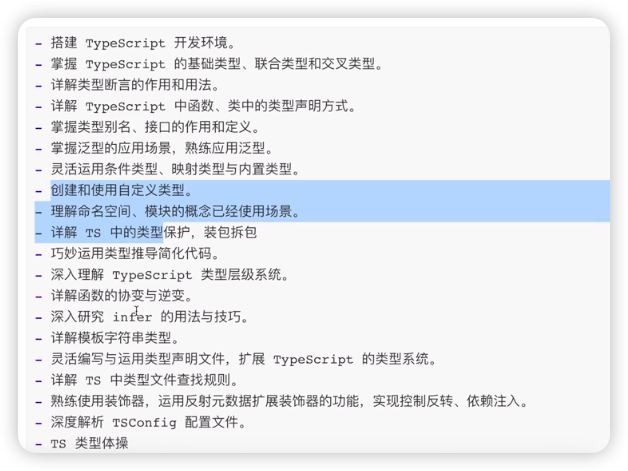 - 搭建 TypeScript 开发环境。
- 掌握 TypeScript 的基础类型、联合类型和交叉类型。
- 详解类型断言的作用和用法。
- 详解 TypeScript 中函数、类中的类型声明方式。
- 掌握类型别名、接口的作用和定义。
- 掌握泛型的应用场景，熟练应用泛型。
- 灵活运用条件类型、映射类型与内置类型。
- 创建和使用自定义类型。
- 理解命名空间、模块的概念已经使用场景。
- 详解 TS 中的类型保护，装包拆包
- 巧妙运用类型推导简化代码。
- 深入理解 TypeScript 类型层级系统。
- 详解函数的协变与逆变。
- 深入研究 infer 的用法与技巧。
- 详解模板字符串类型。
- 灵活编写与运用类型声明文件，扩展 TypeScript 的类型系统。
- 详解 TS 中类型文件查找规则。
- 熟练使用装饰器，运用反射元数据扩展装饰器的功能，实现控制反转、依赖注入。
- 深度解析 TSConfig 配置文件。
- TS 类型体操